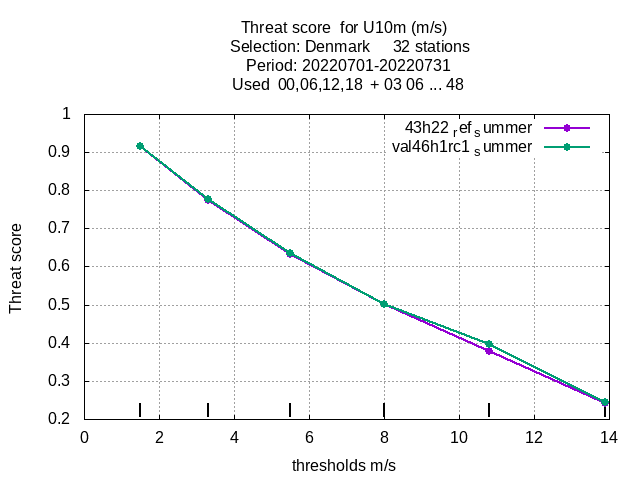 Threat score for U10m (m/s)
Selection: Denmark 32 stations
Period: 20220701-20220731
Used 00,06,12,18 + 03 06 ... 48
43h22 refsummer
val46h1rc1 summer
1
0.9
0.8
0.7
0.6
0.5
0.4
0.3
0.2
Threat score
0 2 4 6 8 10 12 14
thresholds m/s